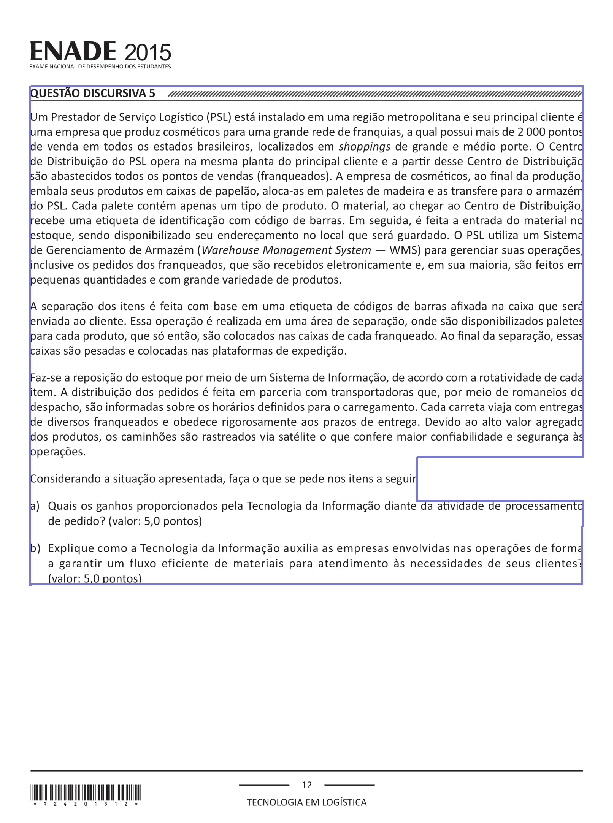 ENADE 2015
EXAME NACIONAL DE DESEMPENHO DOS ESTUDANTES
QUESTÃO DISCURSIVA 5
Um Prestador de Serviço Logístico (PSL) está instalado em uma região metropolitana e seu principal cliente é
uma empresa que produz cosméticos para uma grande rede de franquias, a qual possui mais de 2 000 pontos
de venda em todos os estados brasileiros, localizados em shoppings de grande e médio porte. O Centro
de Distribuição do PSL opera na mesma planta do principal cliente e a partir desse Centro de Distribuição
são abastecidos todos os pontos de vendas (franqueados). A empresa de cosméticos, ao final da produção,
embala seus produtos em caixas de papelão, aloca-as em paletes de madeira e as transfere para o armazém
do PSL. Cada palete contém apenas um tipo de produto. O material, ao chegar ao Centro de Distribuição,
recebe uma etiqueta de identificação com código de barras. Em seguida, é feita a entrada do material no
estoque, sendo disponibilizado seu endereçamento no local que será guardado. O PSL utiliza um Sistema
de Gerenciamento de Armazém (Warehouse Management System — WMS) para gerenciar suas operações,
inclusive os pedidos dos franqueados, que são recebidos eletronicamente e, em sua maioria, são feitos em
pequenas quantidades e com grande variedade de produtos.
A separação dos itens é feita com base em uma etiqueta de códigos de barras afixada na caixa que será
enviada ao cliente. Essa operação é realizada em uma área de separação, onde são disponibilizados paletes
para cada produto, que só então, são colocados nas caixas de cada franqueado. Ao final da separação, essas
caixas são pesadas e colocadas nas plataformas de expedição.
Faz-se a reposição do estoque por meio de um Sistema de Informação, de acordo com a rotatividade de cada
item. A distribuição dos pedidos é feita em parceria com transportadoras que, por meio de romaneios de
despacho, são informadas sobre os horários definidos para o carregamento. Cada carreta viaja com entregas
de diversos franqueados e obedece rigorosamente aos prazos de entrega. Devido ao alto valor agregado
dos produtos, os caminhões são rastreados via satélite o que confere maior confiabilidade e segurança às
operações.
Considerando a situação apresentada, faça o que se pede nos itens a seguir
a) Quais os ganhos proporcionados pela Tecnologia da Informação diante da atividade de processamento
de pedido? (valor: 5,0 pontos)
b) Explique como a Tecnologia da Informação auxilia as empresas envolvidas nas operações de forma
a garantir um fluxo eficiente de materiais para atendimento às necessidades de seus clientes?
(valor: 5,0 pontos)
12
TECNOLOGIA EM LOGÍSTICA